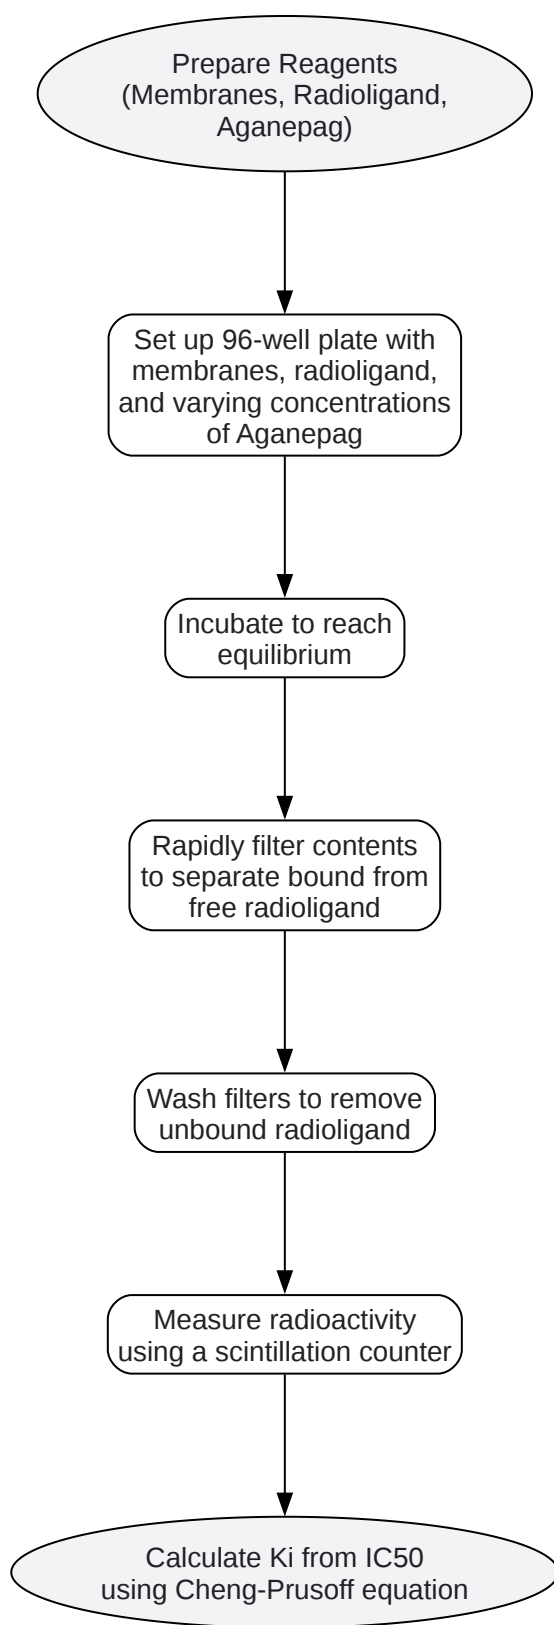 Prepare Reagents
(Membranes, Radioligand,
Aganepag)
Set up 96-well plate with
membranes, radioligand,
and varying concentrations
of Aganepag
Incubate to reach
equilibrium
Rapidly filter contents
to separate bound from
free radioligand
Wash filters to remove
unbound radioligand
Measure radioactivity
using a scintillation counter
Calculate Ki from IC50
using Cheng-Prusoff equation